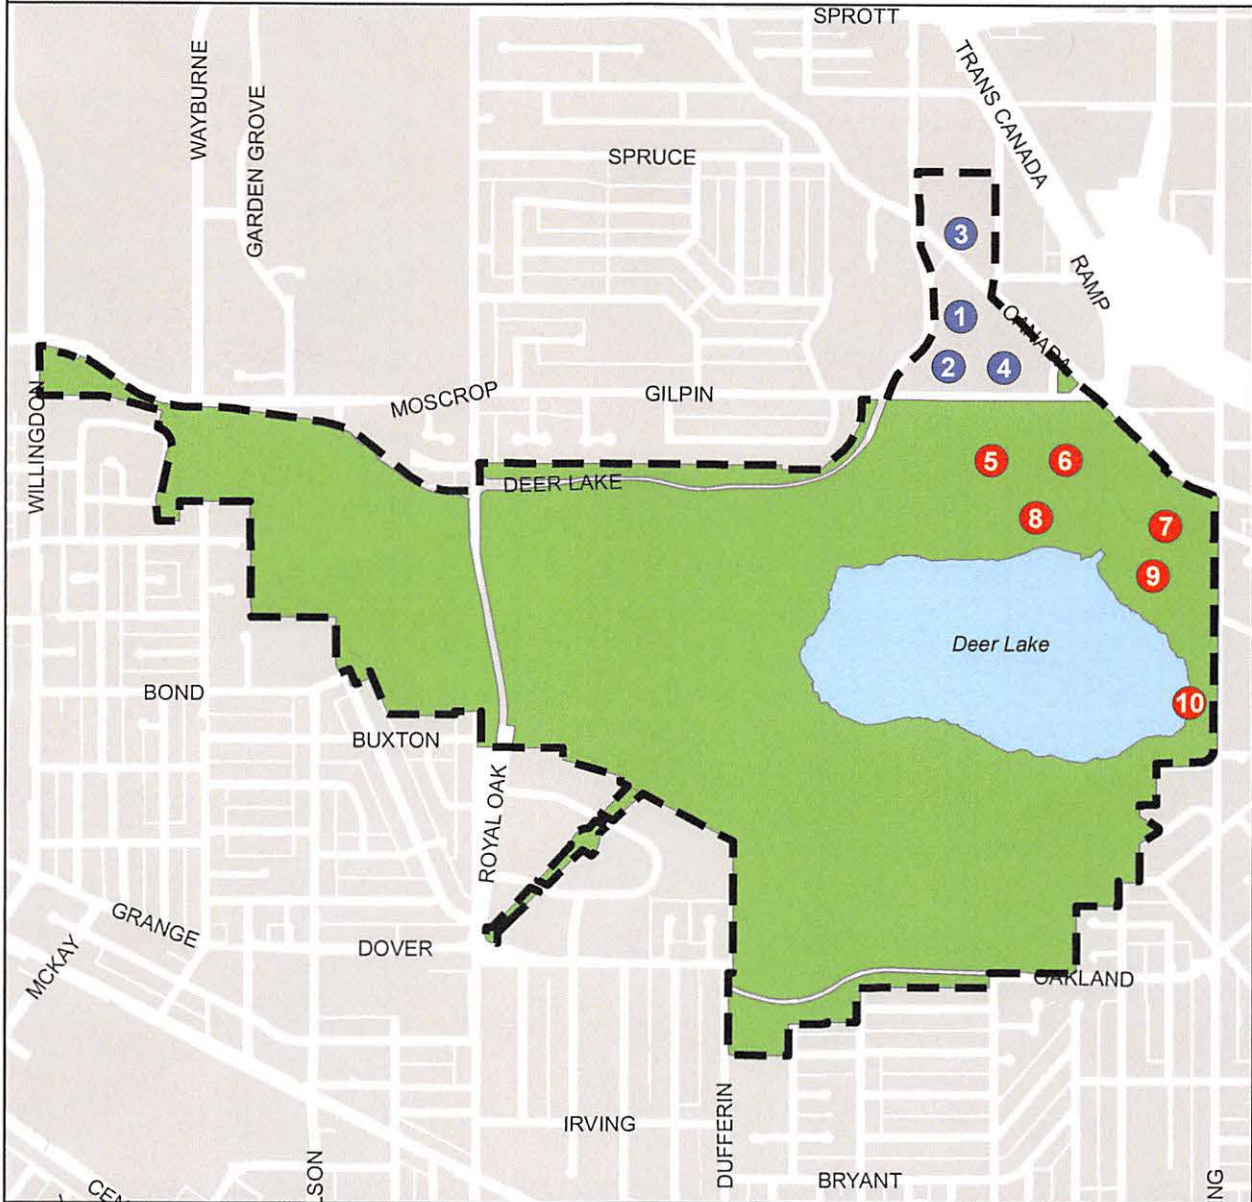 SPROTT
WAYBURNE
GARDEN GROVE
TRANS CANADA
SPRUCE
3
RAMP
1
CANADA
2
4
WILLINGDON
MOSCROP
GILPIN
DEER LAKE
5
6
8
7
9
Deer Lake
BOND
10
BUXTON
ROYAL OAK
GRANGE
DOVER
MCKAY
OAKLAND
IRVING
DUFFERIN
BRYANT
CEN
LSON
NG